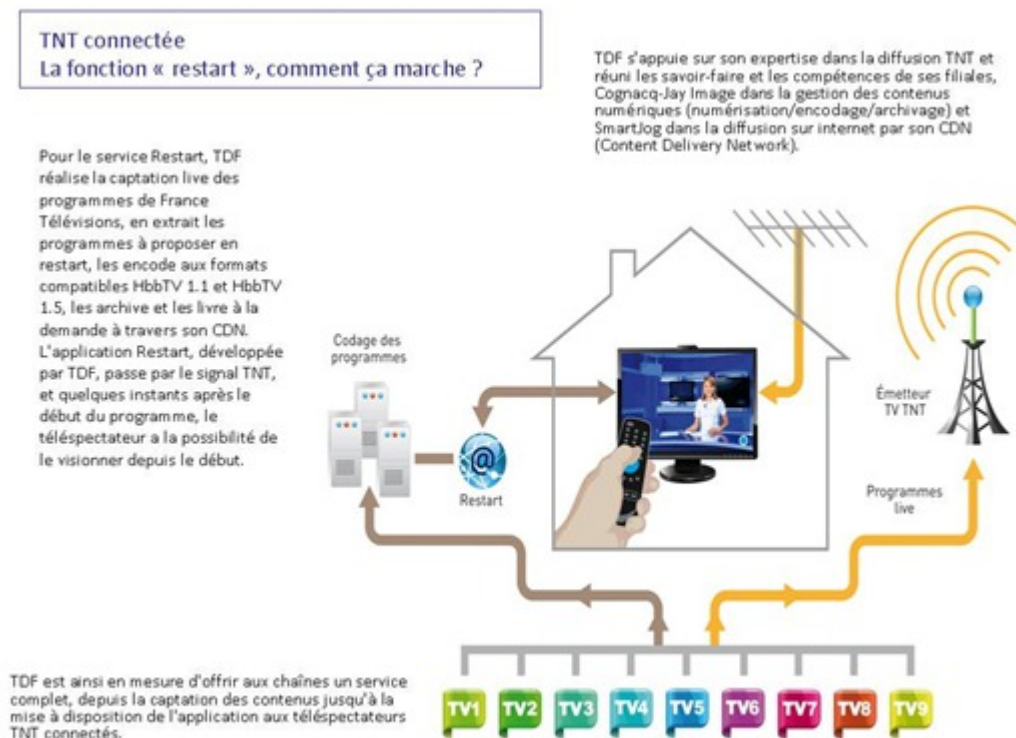 TNT connectée
La fonction « restart », comment ça marche ?
TDF s'appuie sur son expertise dans la diffusion TNT et
réuni les savoir-faire et les compétences de ses filiales,
Cognacq-Jay Image dans la gestion des contenus
numériques (numérisation/encodage/archivage) et
SmartJog dans la diffusion sur internet par son CDN
(Content Delivery Network).
Pour le service Restart, TDF
réalise la captation live des
programmes de France
Télévisions, en extrait les
programmes à proposer en
restart, les encode aux formats
compatibles HbbTV 1.1 et HbbTV
1.5, les archive et les livre à la
demande à travers son CDN.
L'application Restart, développée
par TDF, passe par le signal TNT,
et quelques instants après le
début du programme, le
téléspectateur a la possibilité de
le visionner depuis le début.
Codage des
programmes
@
Restart
Émetteur
TV TNT
Programmes
live
TV1 TV2 TV3 TV4 TV5 TV6 TV7 TV8 TV9
TDF est ainsi en mesure d'offrir aux chaînes un service
complet, depuis la captation des contenus jusqu'à la
mise à disposition de l'application aux téléspectateurs
TNT connectés.